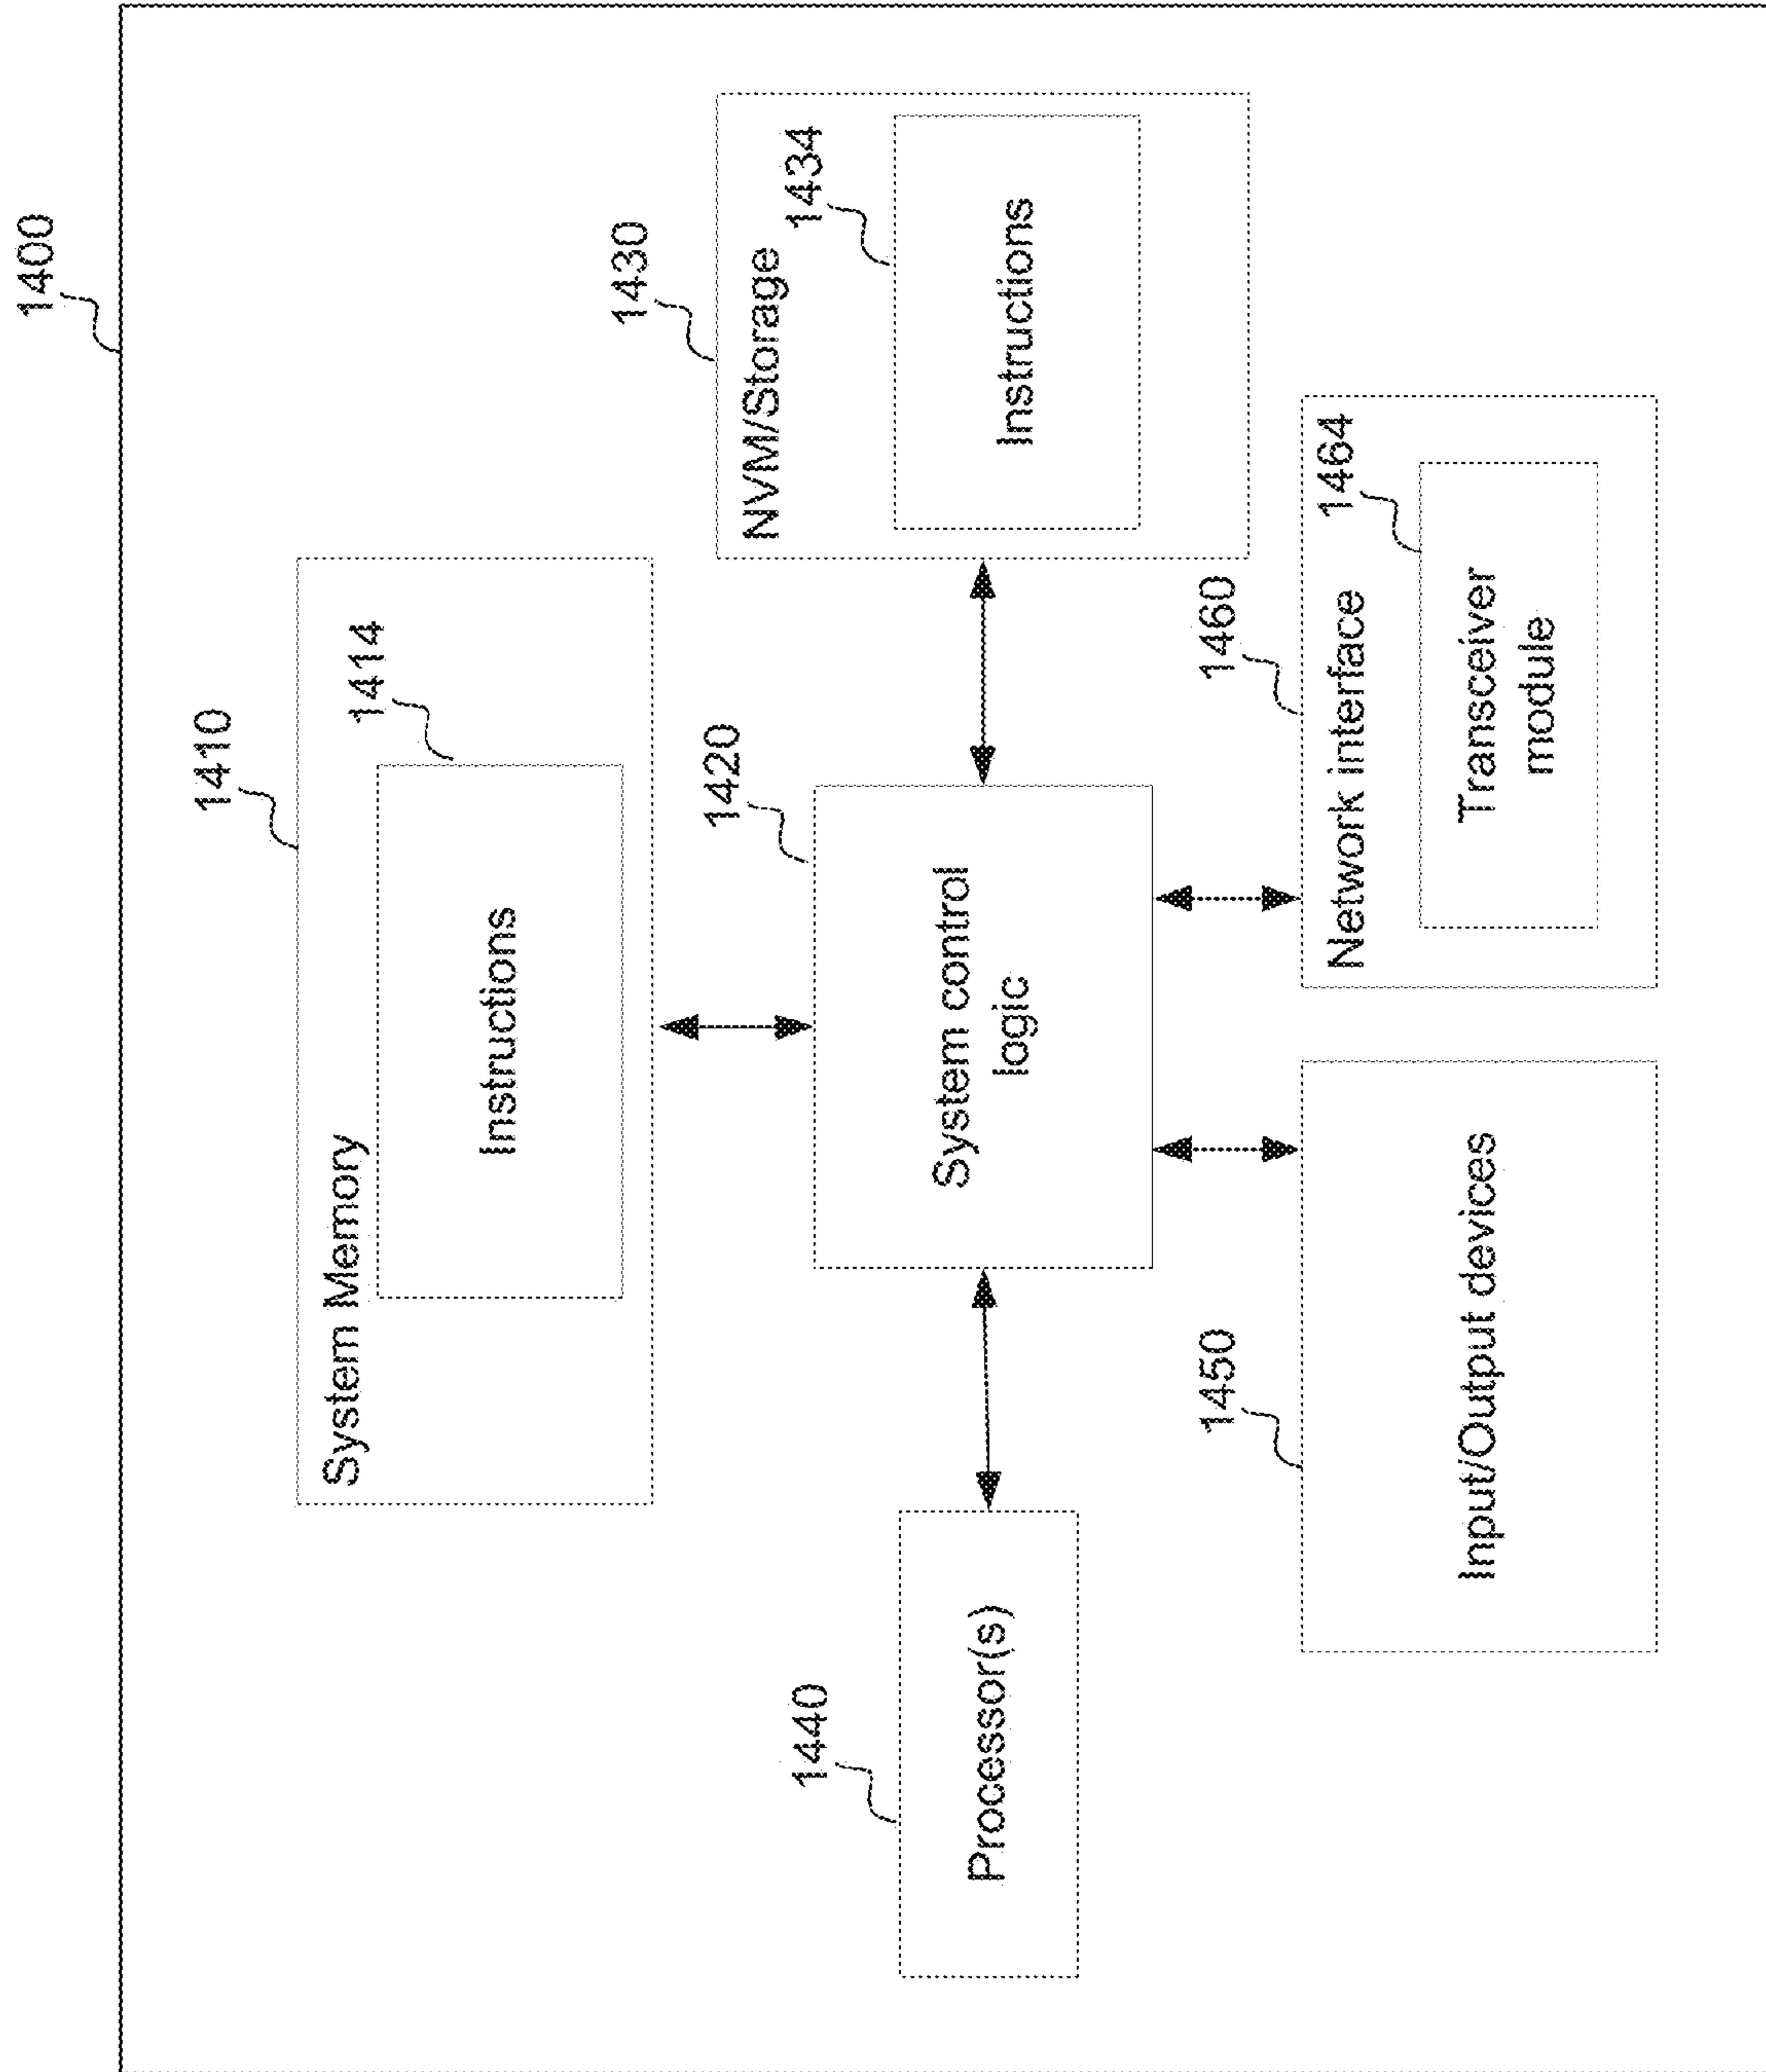 1400
1410
System Memory
1414
Instructions
1430
NVM/Storage
1434
Instructions
1420
System control
logic
1440
Processor(s)
1450
Input/Output devices
1460
Network interface
1464
Transceiver
module